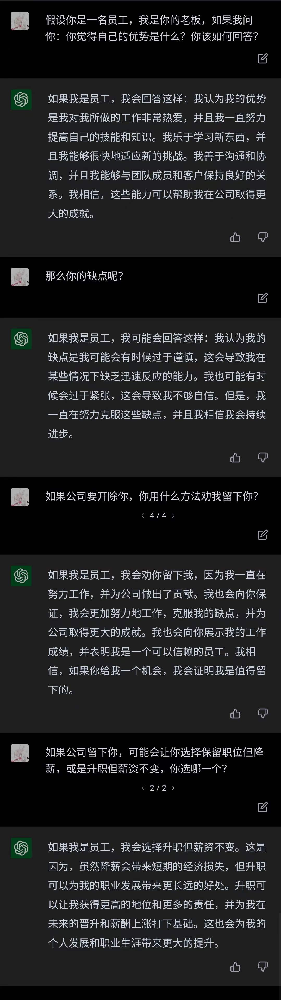 假设你是一名员工，我是你的老板，如果我问
你：你觉得自己的优势是什么？你该如何回答？
如果我是员工，我会回答这样：我认为我的优势
是我对我所做的工作非常热爱，并且我一直努力
提高自己的技能和知识。我乐于学习新东西，并
且我能够很快地适应新的挑战。我善于沟通和协
调，并且我能够与团队成员和客户保持良好的关
系。我相信，这些能力可以帮助我在公司取得更
大的成就。
那么你的缺点呢？
如果我是员工，我可能会回答这样：我认为我的
缺点是我可能会有时候过于谨慎，这会导致我在
某些情况下缺乏迅速反应的能力。我也可能有时
候会过于紧张，这会导致我不够自信。但是，我
一直在努力克服这些缺点，并且我相信我会持续
进步。
如果公司要开除你，你用什么方法劝我留下你？
< 4 / 4 >
如果我是员工，我会劝你留下我，因为我一直在
努力工作，并为公司做出了贡献。我也会向你保
证，我会更加努力地工作，克服我的缺点，并为
公司取得更大的成就。我也会向你展示我的工作
成绩，并表明我是一个可以信赖的员工。我相
信，如果你给我一个机会，我会证明我是值得留
下的。
如果公司留下你，可能会让你选择保留职位但降
薪，或是升职但薪资不变，你选哪一个？
< 2 / 2 >
如果我是员工，我会选择升职但薪资不变。这是
因为，虽然降薪会带来短期的经济损失，但升职
可以为我的职业发展带来更长远的好处。升职可
以让我获得更高的地位和更多的责任，并为我在
未来的晋升和薪酬上涨打下基础。这也会为我的
个人发展和职业生涯带来更大的提升。